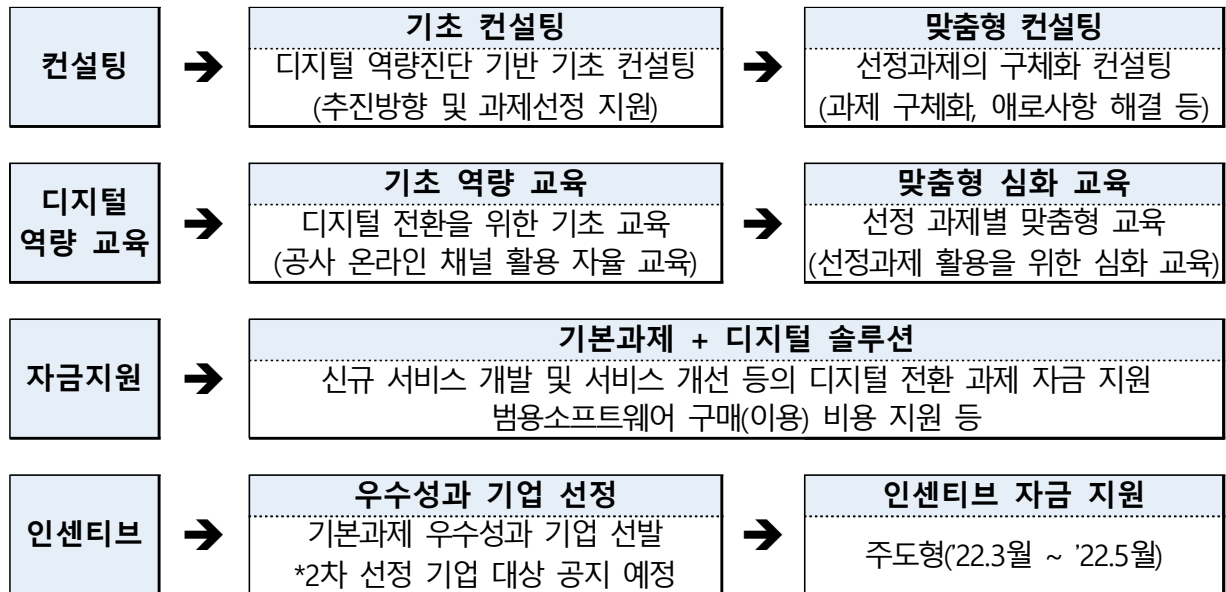 컨설팅
기초 컨설팅
디지털 역량진단 기반 기초 컨설팅
(추진방향 및 과제선정 지원)
맞춤형 컨설팅
선정과제의 구체화 컨설팅
(과제 구체화, 애로사항 해결 등)
디지털
역량 교육
기초 역량 교육
디지털 전환을 위한 기초 교육
(공사 온라인 채널 활용 자율 교육)
맞춤형 심화 교육
선정 과제별 맞춤형 교육
(선정과제 활용을 위한 심화 교육)
자금지원
기본과제 + 디지털 솔루션
신규 서비스 개발 및 서비스 개선 등의 디지털 전환 과제 자금 지원
범용소프트웨어 구매(이용) 비용 지원 등
인센티브
우수성과 기업 선정
기본과제 우수성과 기업 선발
*2차 선정 기업 대상 공지 예정
인센티브 자금 지원
주도형('22.3월 ~ '22.5월)